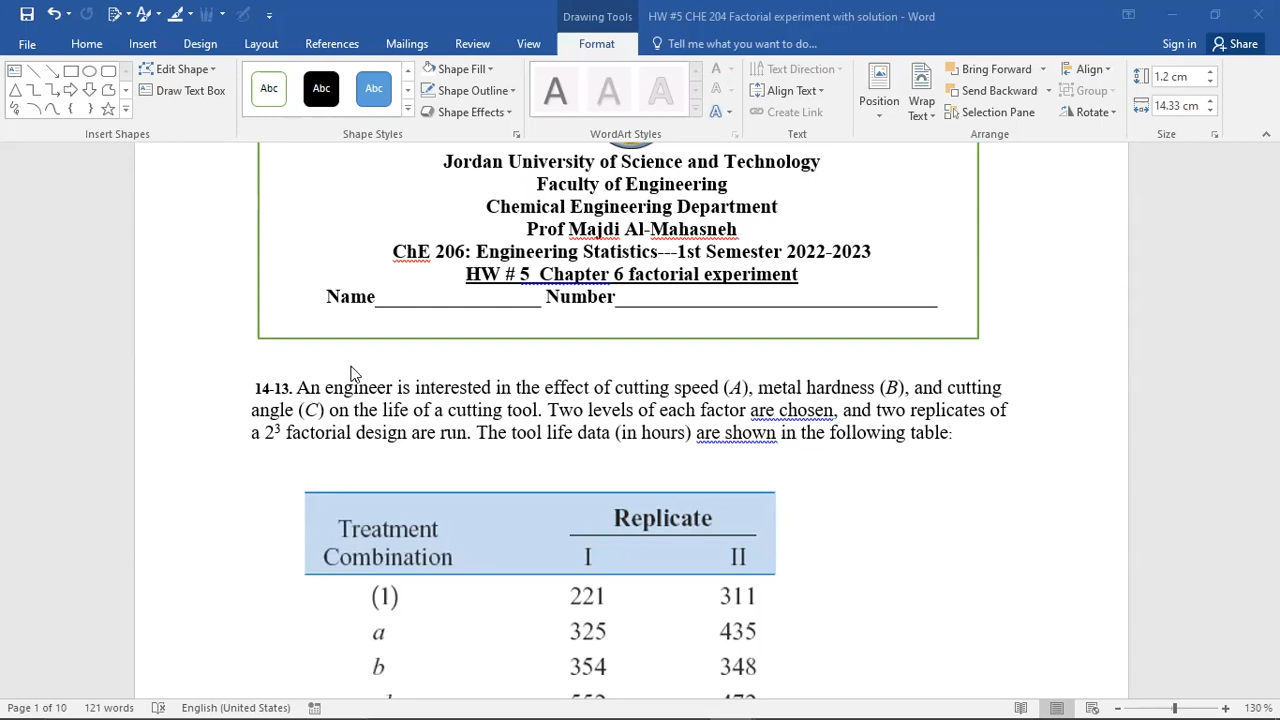 Drawing Tools
HW #5 CHE 204 Factorial experiment with solution - Word
File Home Insert Design Layout References Mailings Review View Format Tell me what you want to do... Sign in Share
Edit Shape
Draw Text Box
Insert Shapes
Abc Abc Abc
Shape Fill
Shape Outline
Shape Effects
Shape Styles
A A A
WordArt Styles
Text Direction
Align Text
Create Link
Text
Position
Wrap Text
Bring Forward
Send Backward
Selection Pane
Align
Group
Rotate
Arrange
1.2 cm
14.33 cm
Size
Jordan University of Science and Technology
Faculty of Engineering
Chemical Engineering Department
Prof Majdi Al-Mahasneh
ChE 206: Engineering Statistics---1st Semester 2022-2023
HW # 5 Chapter 6 factorial experiment
Name_________________ Number_________________________________
14-13. An engineer is interested in the effect of cutting speed (A), metal hardness (B), and cutting
angle (C) on the life of a cutting tool. Two levels of each factor are chosen, and two replicates of
a 2³ factorial design are run. The tool life data (in hours) are shown in the following table:
Replicate
Treatment
Combination I II
(1) 221 311
a 325 435
b 354 348
Page 1 of 10 121 words English (United States) 130 %